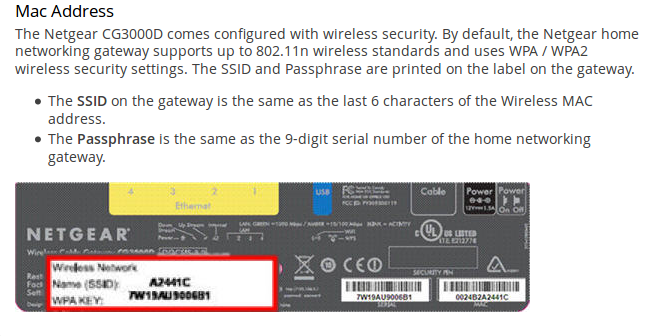 Mac Address
The Netgear CG3000D comes configured with wireless security. By default, the Netgear home
networking gateway supports up to 802.11n wireless standards and uses WPA / WPA2
wireless security settings. The SSID and Passphrase are printed on the label on the gateway.
The SSID on the gateway is the same as the last 6 characters of the Wireless MAC
address.
The Passphrase is the same as the 9-digit serial number of the home networking
gateway.
4 3 2 1
Ethernet
USB
Cable
Power Power
On Off
NETGEAR
US LISTED
Wireless Network
Name (SSID): A2441C
WPA KEY: 7W19AU9006B1
SECURITY PIN
7W19AU9006B1
SERIAL
0024B2A2441C
MAC